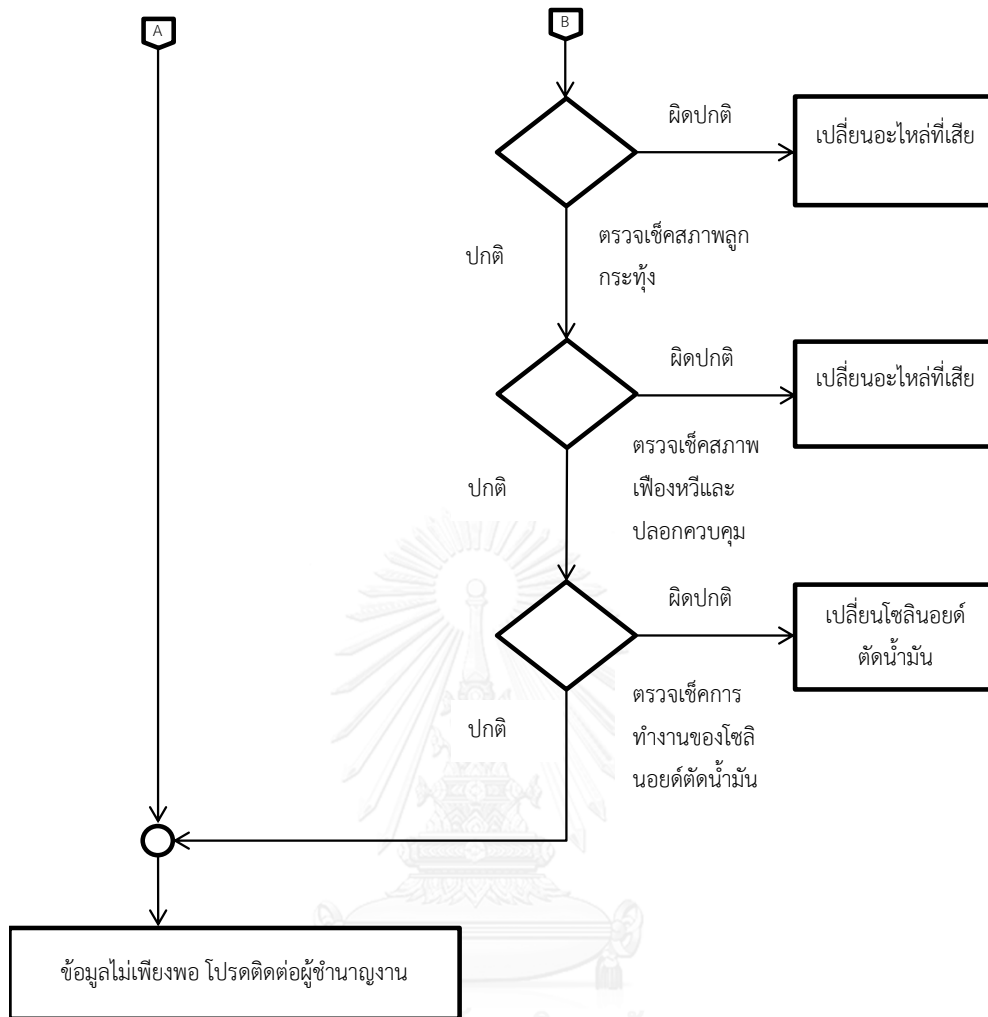 A
B
ผิดปกติ
เปลี่ยนอะไหล่ที่เสีย
ปกติ
ตรวจเช็คสภาพลูก
กระทุ้ง
ผิดปกติ
เปลี่ยนอะไหล่ที่เสีย
ปกติ
ตรวจเช็คสภาพ
เฟืองหวีและ
ปลอกควบคุม
ผิดปกติ
เปลี่ยนโซลินอยด์
ตัดน้ำมัน
ปกติ
ตรวจเช็คการ
ทำงานของโซลิ
นอยด์ตัดน้ำมัน
ข้อมูลไม่เพียงพอ โปรดติดต่อผู้ชำนาญงาน